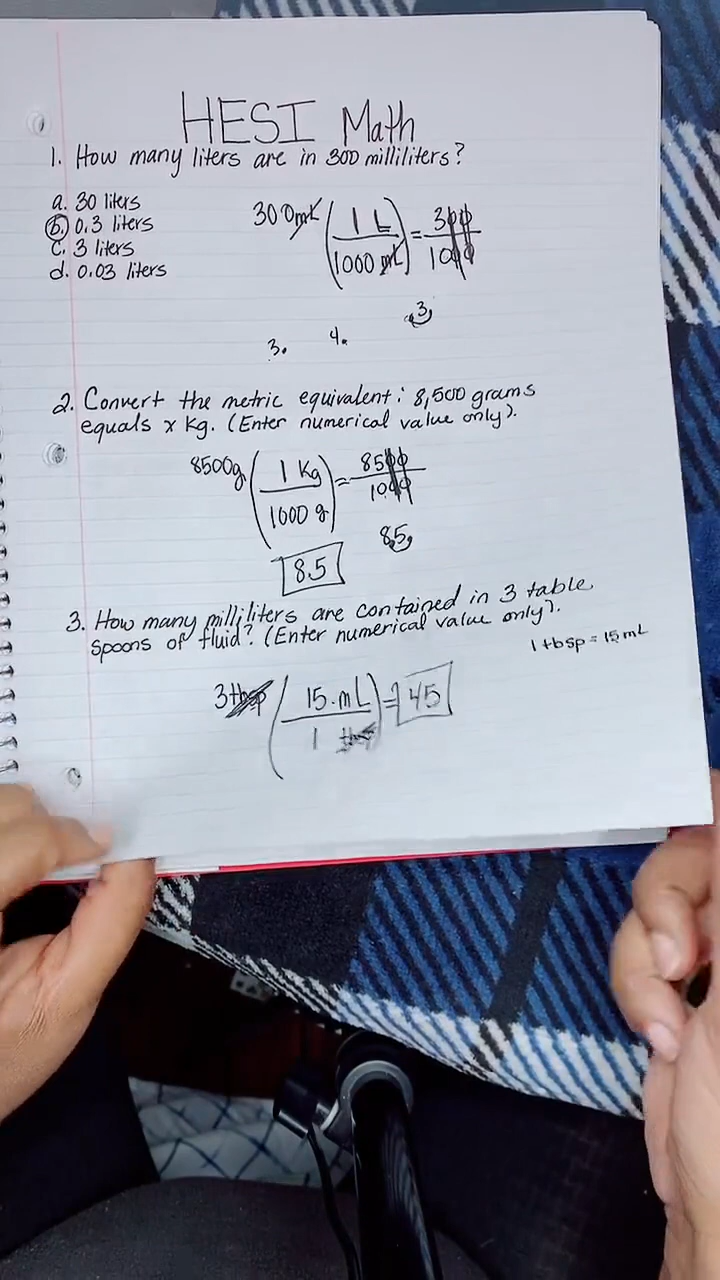 HESI Math
1. How many liters are in 300 milliliters?
a. 30 liters
b. 0.3 liters
c. 3 liters
d. 0.03 liters
300mL ( 1 L / 1000 mL ) = 300 / 1000
.3
3. 4.
2. Convert the metric equivalent: 8,500 grams
equals x Kg. (Enter numerical value only).
8500g ( 1 Kg / 1000 g ) = 8500 / 1000
8.5
8.5
3. How many milliliters are contained in 3 table
spoons of fluid? (Enter numerical value only).
1 tbsp = 15 mL
3 tbsp ( 15 mL / 1 tbsp ) = 45